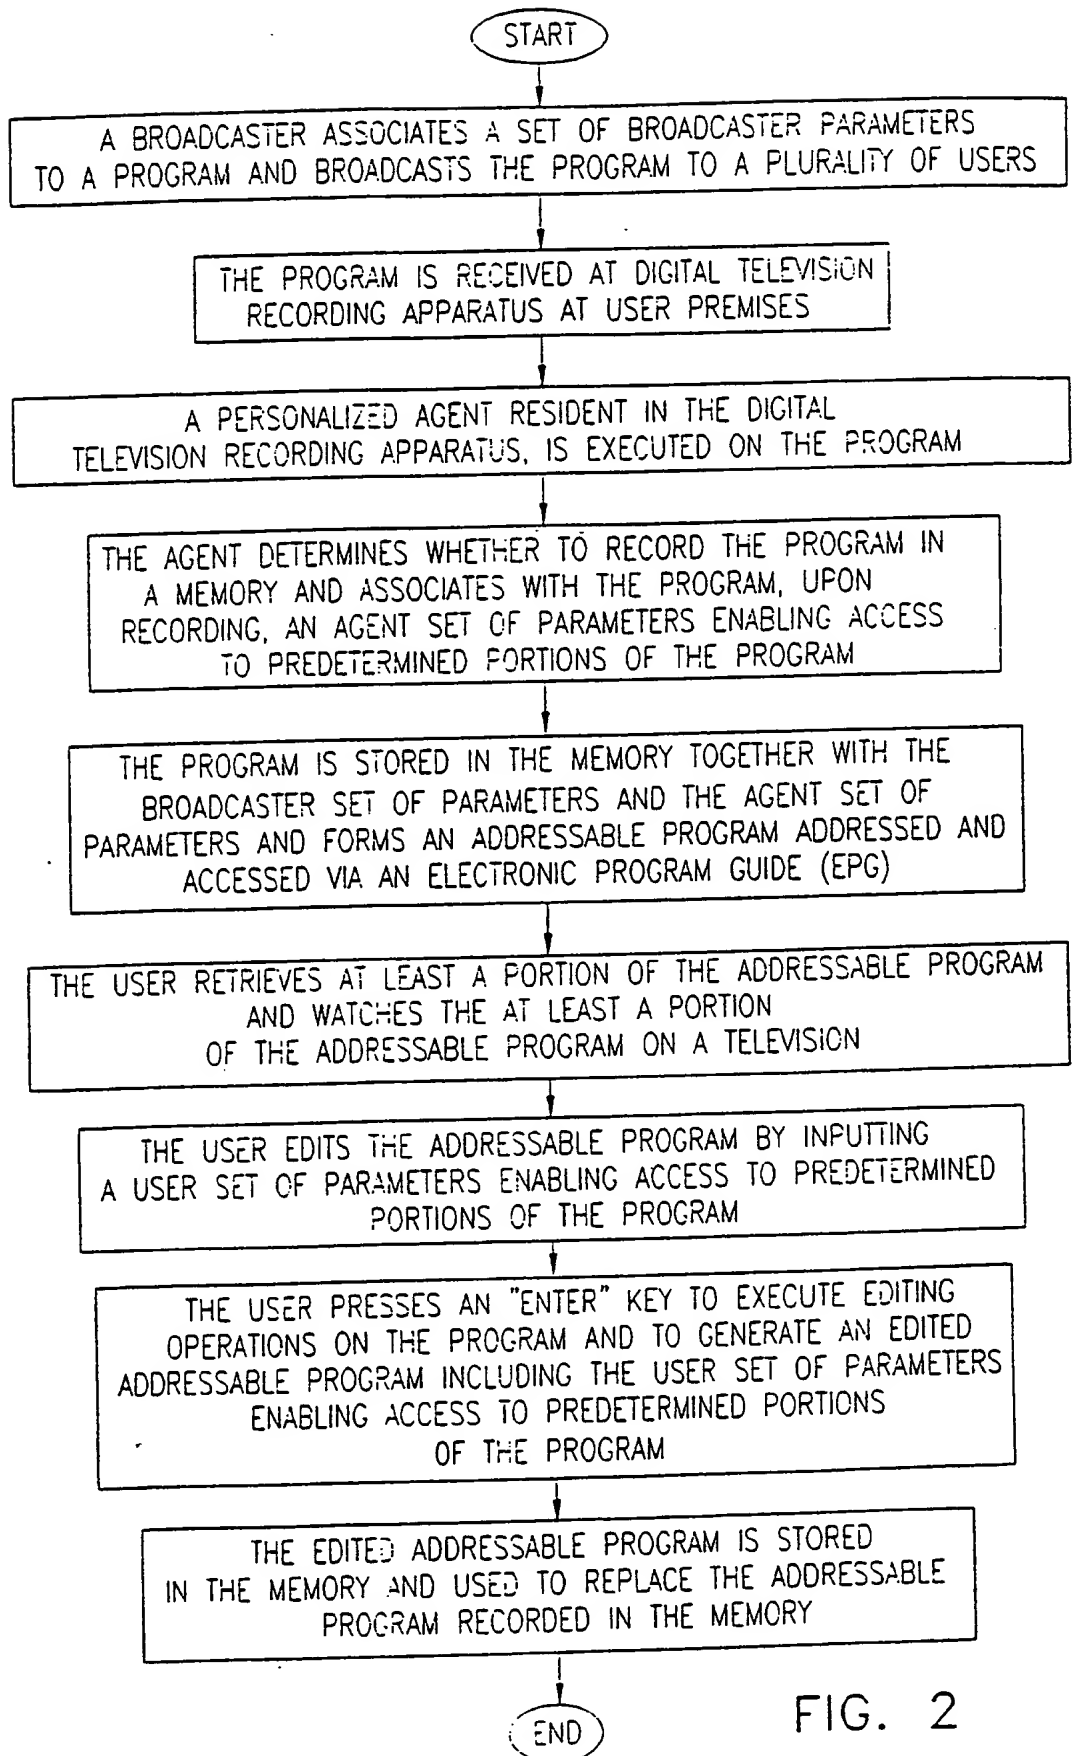 START
A BROADCASTER ASSOCIATES A SET OF BROADCASTER PARAMETERS
TO A PROGRAM AND BROADCASTS THE PROGRAM TO A PLURALITY OF USERS
THE PROGRAM IS RECEIVED AT DIGITAL TELEVISION
RECORDING APPARATUS AT USER PREMISES
A PERSONALIZED AGENT RESIDENT IN THE DIGITAL
TELEVISION RECORDING APPARATUS, IS EXECUTED ON THE PROGRAM
THE AGENT DETERMINES WHETHER TO RECORD THE PROGRAM IN
A MEMORY AND ASSOCIATES WITH THE PROGRAM, UPON
RECORDING, AN AGENT SET OF PARAMETERS ENABLING ACCESS
TO PREDETERMINED PORTIONS OF THE PROGRAM
THE PROGRAM IS STORED IN THE MEMORY TOGETHER WITH THE
BROADCASTER SET OF PARAMETERS AND THE AGENT SET OF
PARAMETERS AND FORMS AN ADDRESSABLE PROGRAM ADDRESSED AND
ACCESSED VIA AN ELECTRONIC PROGRAM GUIDE (EPG)
THE USER RETRIEVES AT LEAST A PORTION OF THE ADDRESSABLE PROGRAM
AND WATCHES THE AT LEAST A PORTION
OF THE ADDRESSABLE PROGRAM ON A TELEVISION
THE USER EDITS THE ADDRESSABLE PROGRAM BY INPUTTING
A USER SET OF PARAMETERS ENABLING ACCESS TO PREDETERMINED
PORTIONS OF THE PROGRAM
THE USER PRESSES AN "ENTER" KEY TO EXECUTE EDITING
OPERATIONS ON THE PROGRAM AND TO GENERATE AN EDITED
ADDRESSABLE PROGRAM INCLUDING THE USER SET OF PARAMETERS
ENABLING ACCESS TO PREDETERMINED PORTIONS
OF THE PROGRAM
THE EDITED ADDRESSABLE PROGRAM IS STORED
IN THE MEMORY AND USED TO REPLACE THE ADDRESSABLE
PROGRAM RECORDED IN THE MEMORY
END
FIG. 2